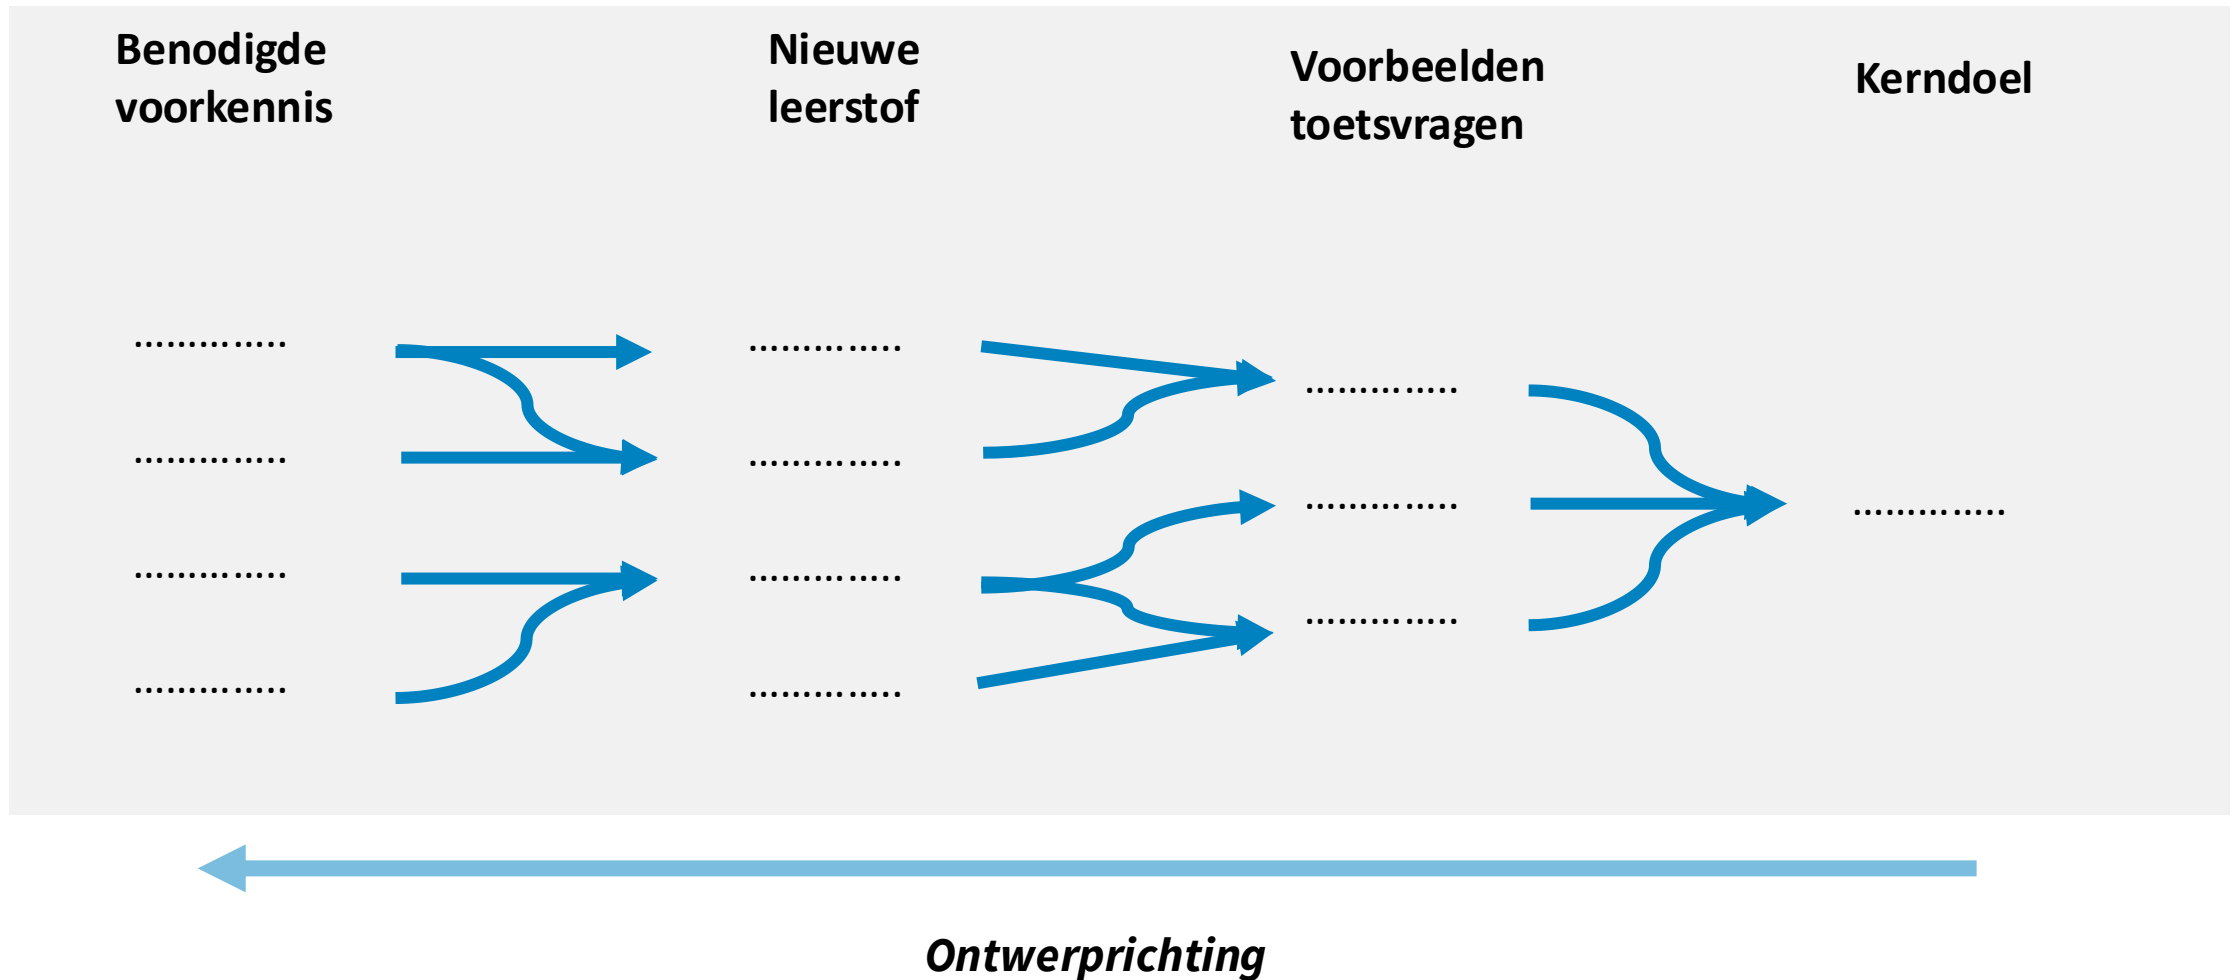 Benodigde
voorkennis
Nieuwe
leerstof
Voorbeelden
toetsvragen
Kerndoel
…………..
…………..
…………..
…………..
…………..
…………..
…………..
…………..
…………..
…………..
…………..
…………..
Ontwerprichting